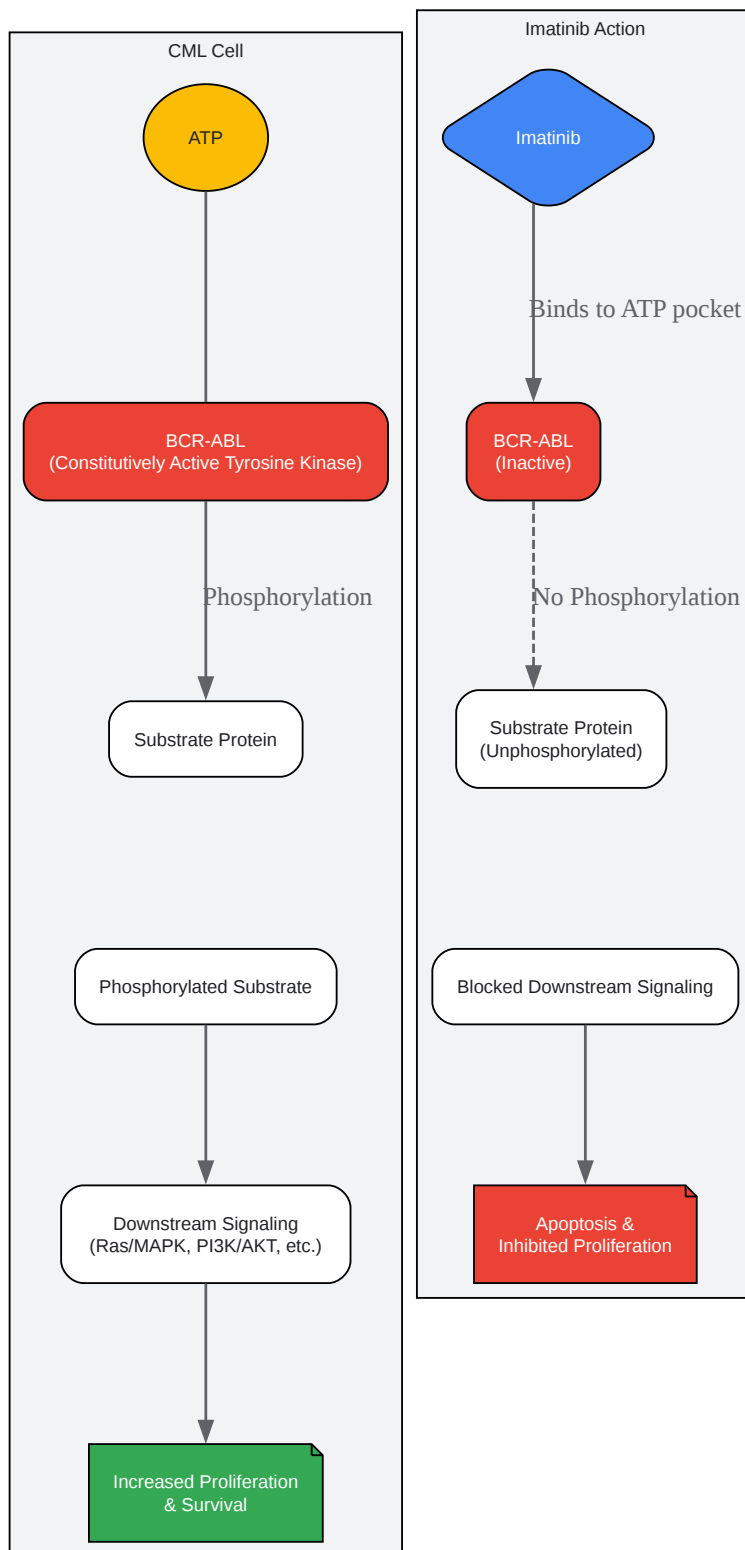 CML Cell
ATP
BCR-ABL
(Constitutively Active Tyrosine Kinase)
Phosphorylation
Substrate Protein
Phosphorylated Substrate
Downstream Signaling
(Ras/MAPK, PI3K/AKT, etc.)
Increased Proliferation
& Survival
Imatinib Action
Imatinib
Binds to ATP pocket
BCR-ABL
(Inactive)
No Phosphorylation
Substrate Protein
(Unphosphorylated)
Blocked Downstream Signaling
Apoptosis &
Inhibited Proliferation